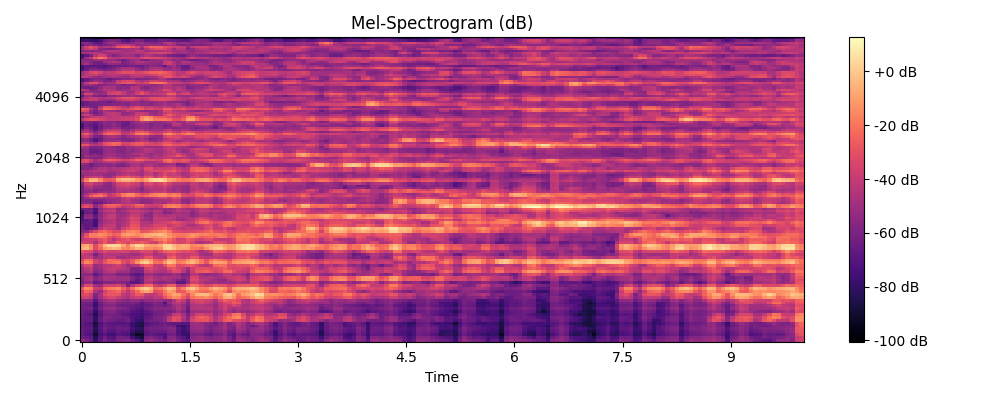 Mel-Spectrogram (dB)
4096
2048
1024
512
0
Hz
0 1.5 3 4.5 6 7.5 9
Time
+0 dB
-20 dB
-40 dB
-60 dB
-80 dB
-100 dB